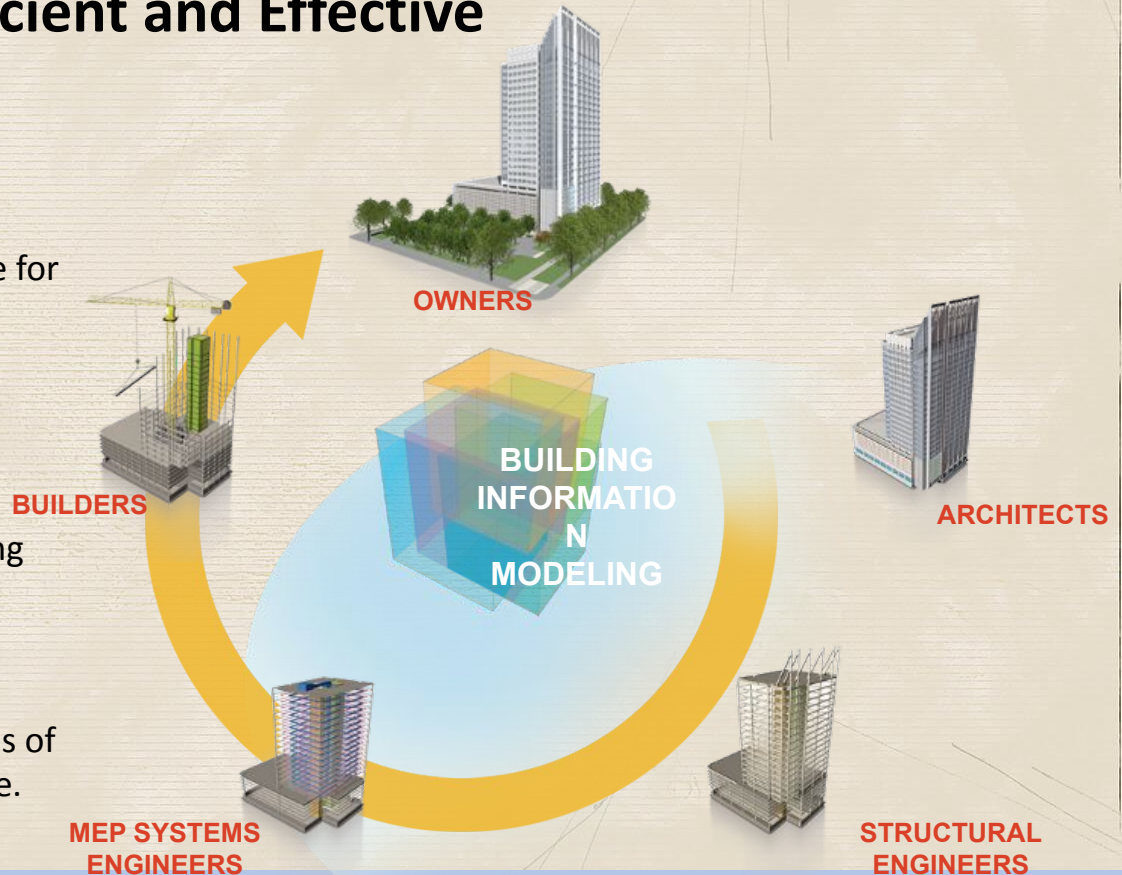 cient and Effective
e for
OWNERS
BUILDING
INFORMATIO
N
MODELING
BUILDERS
ARCHITECTS
ng
s of
e.
MEP SYSTEMS
ENGINEERS
STRUCTURAL
ENGINEERS